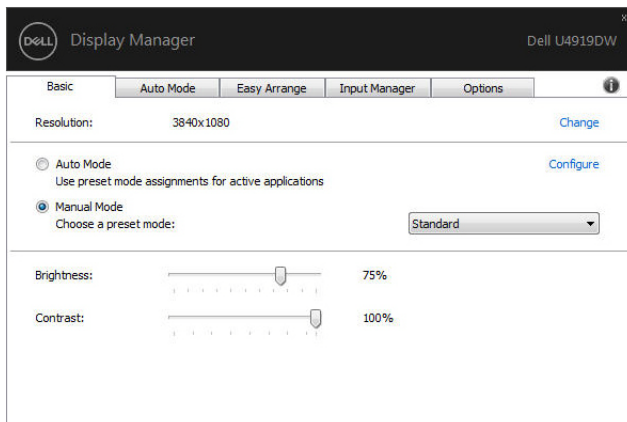 x
DELL Display Manager Dell U4919DW
Basic Auto Mode Easy Arrange Input Manager Options i
Resolution: 3840x1080 Change
Auto Mode Configure
Use preset mode assignments for active applications
Manual Mode
Choose a preset mode: Standard
Brightness: 75%
Contrast: 100%